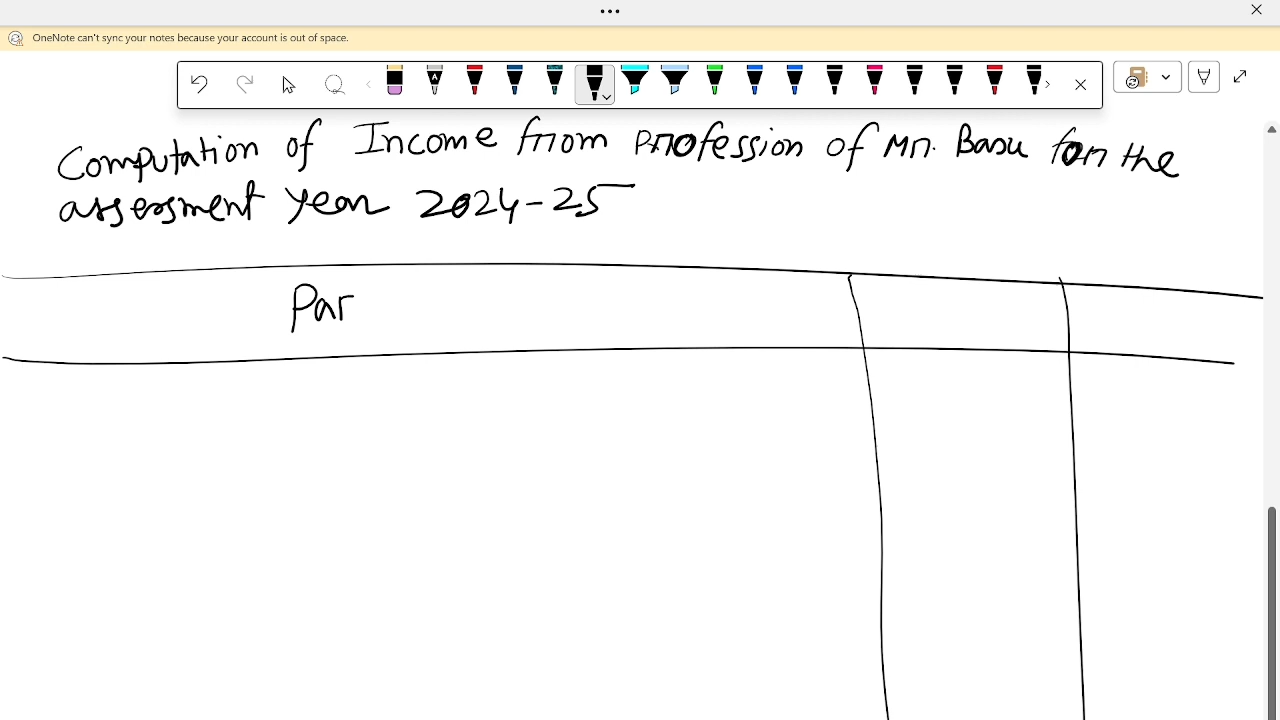 OneNote can't sync your notes because your account is out of space.
Computation of Income from Profession of Mr. Basu for the
assessment year 2024-25
Par